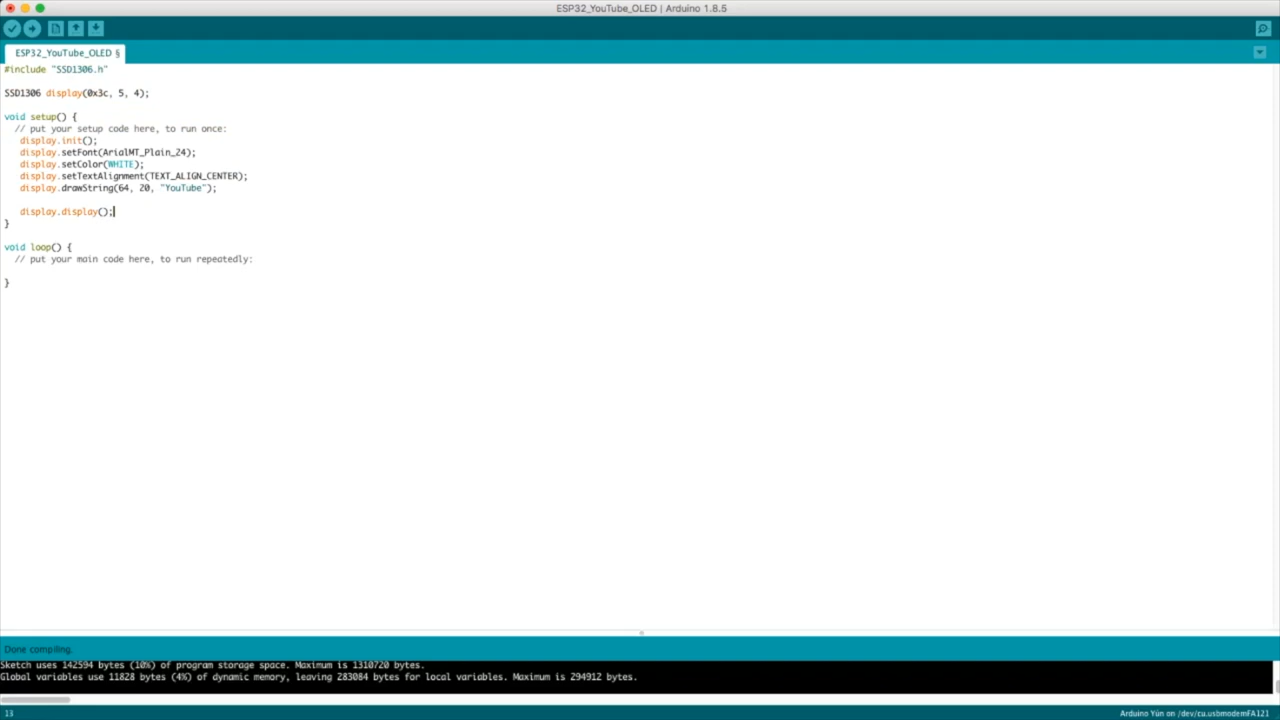 ESP32_YouTube_OLED | Arduino 1.8.5
ESP32_YouTube_OLED §
#include "SSD1306.h"
SSD1306 display(0x3c, 5, 4);
void setup() {
// put your setup code here, to run once:
display.init();
display.setFont(ArialMT_Plain_24);
display.setColor(WHITE);
display.setTextAlignment(TEXT_ALIGN_CENTER);
display.drawString(64, 20, "YouTube");
display.display();
}
void loop() {
// put your main code here, to run repeatedly:
}
Done compiling.
Sketch uses 142594 bytes (10%) of program storage space. Maximum is 1310720 bytes.
Global variables use 11828 bytes (4%) of dynamic memory, leaving 283084 bytes for local variables. Maximum is 294912 bytes.
13
Arduino Yún on /dev/cu.usbmodemFA121